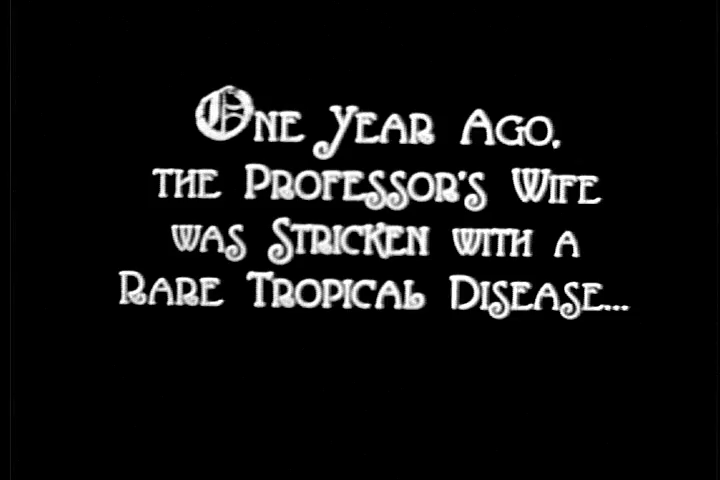 One Year Ago,
the Professor's Wife
was Stricken with a
Rare Tropical Disease...